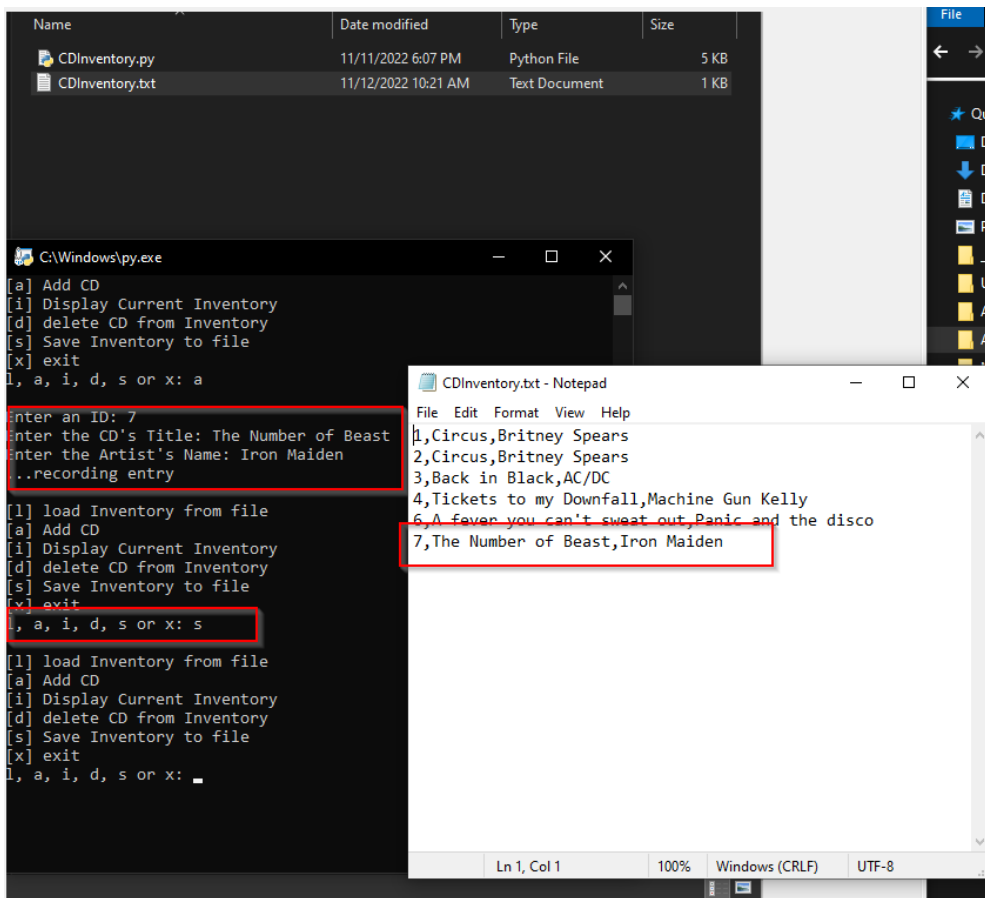 Name Date modified Type Size
CDInventory.py 11/11/2022 6:07 PM Python File 5 KB
CDInventory.txt 11/12/2022 10:21 AM Text Document 1 KB
File
C:\Windows\py.exe
[a] Add CD
[i] Display Current Inventory
[d] delete CD from Inventory
[s] Save Inventory to file
[x] exit
l, a, i, d, s or x: a
Enter an ID: 7
Enter the CD's Title: The Number of Beast
Enter the Artist's Name: Iron Maiden
...recording entry
[l] load Inventory from file
[a] Add CD
[i] Display Current Inventory
[d] delete CD from Inventory
[s] Save Inventory to file
[x] exit
l, a, i, d, s or x: s
[l] load Inventory from file
[a] Add CD
[i] Display Current Inventory
[d] delete CD from Inventory
[s] Save Inventory to file
[x] exit
l, a, i, d, s or x:
CDInventory.txt - Notepad
File Edit Format View Help
1,Circus,Britney Spears
2,Circus,Britney Spears
3,Back in Black,AC/DC
4,Tickets to my Downfall,Machine Gun Kelly
6,A fever you can't sweat out,Panic and the disco
7,The Number of Beast,Iron Maiden
Ln 1, Col 1 100% Windows (CRLF) UTF-8